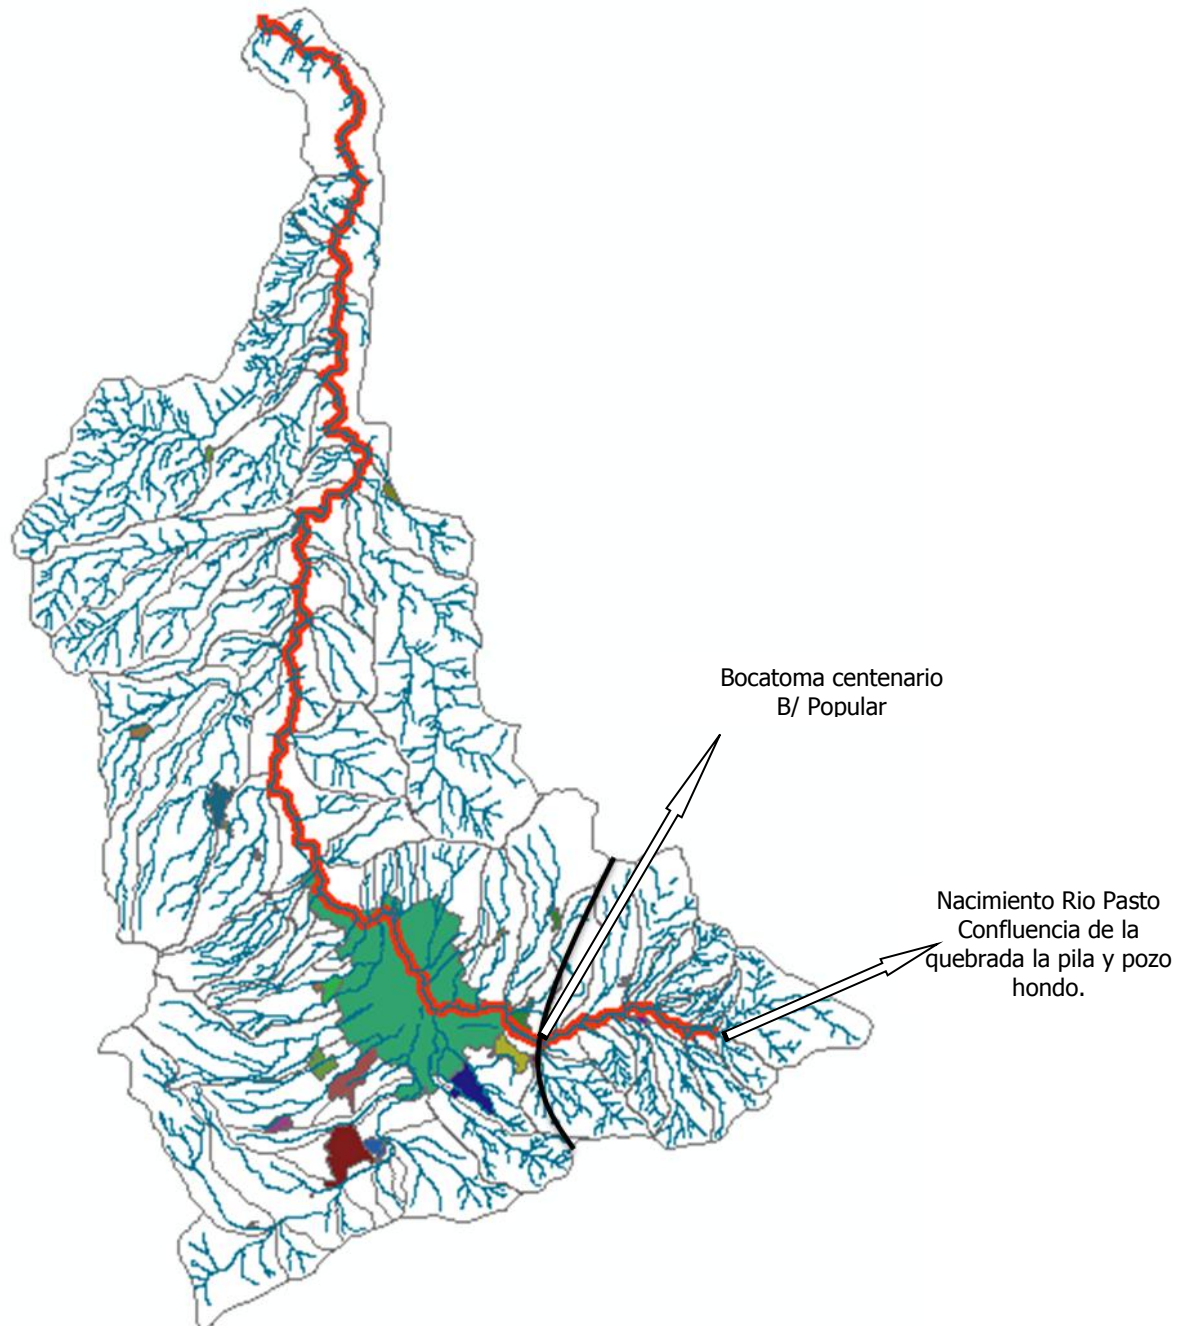 Bocatoma centenario
B/ Popular
Nacimiento Rio Pasto
Confluencia de la
quebrada la pila y pozo
hondo.